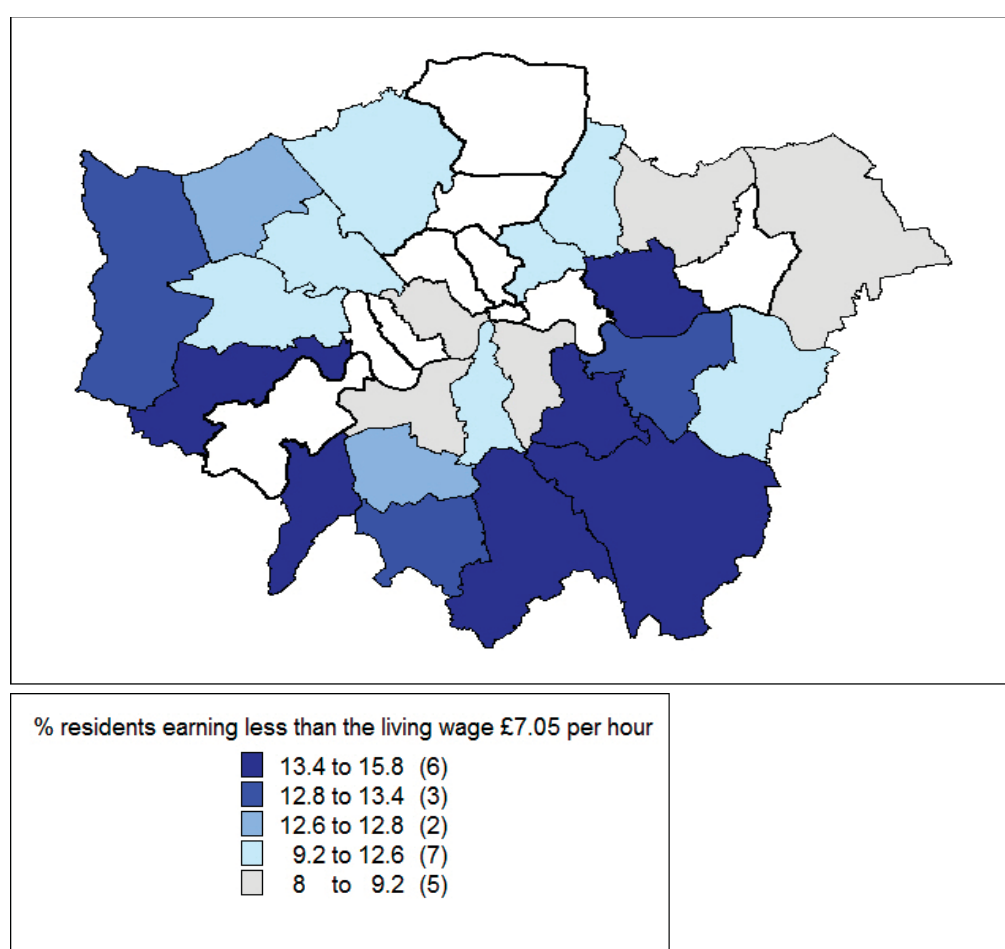 % residents earning less than the living wage £7.05 per hour
13.4 to 15.8 (6)
12.8 to 13.4 (3)
12.6 to 12.8 (2)
9.2 to 12.6 (7)
8 to 9.2 (5)